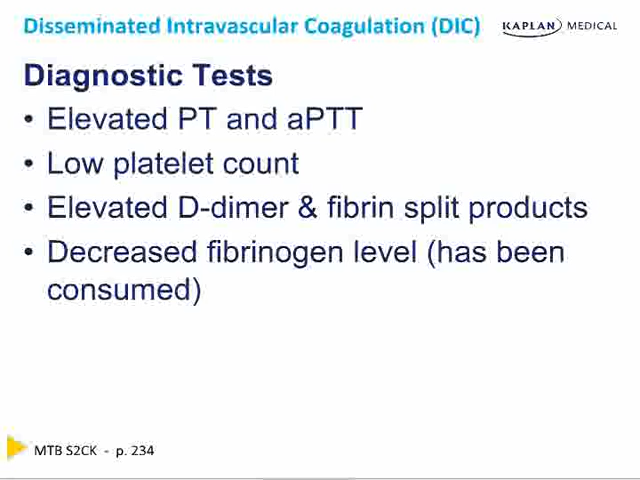 Disseminated Intravascular Coagulation (DIC)
KAPLAN MEDICAL
Diagnostic Tests
• Elevated PT and aPTT
• Low platelet count
• Elevated D-dimer & fibrin split products
• Decreased fibrinogen level (has been
consumed)
MTB S2CK - p. 234